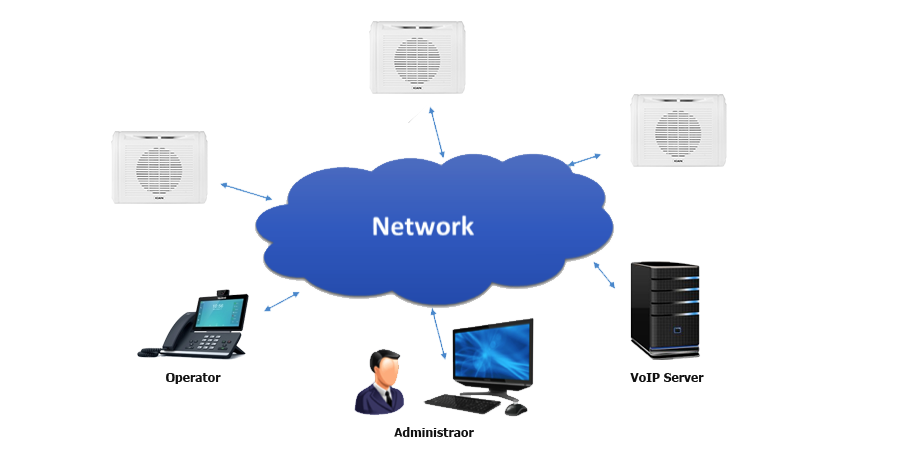 Network
Operator
VoIP Server
Administraor